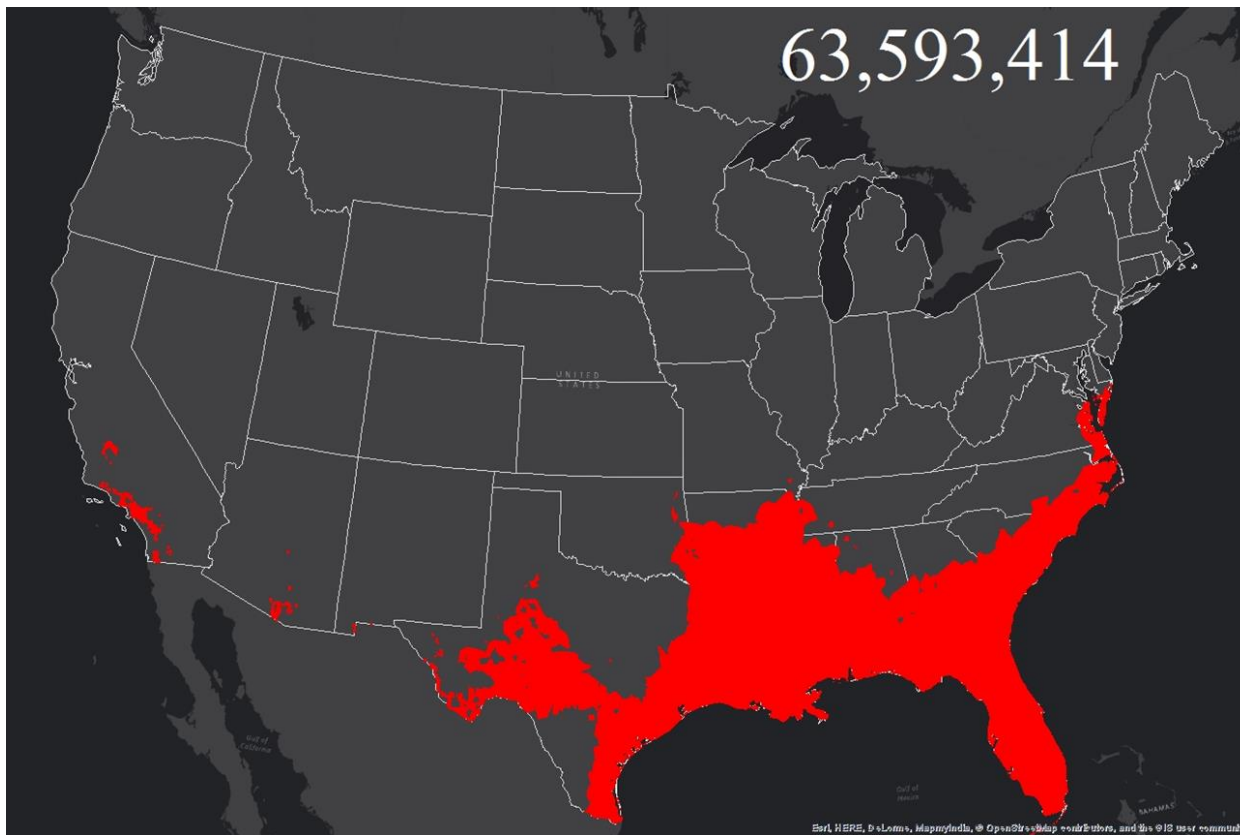 63,593,414
UNITED
STATES
Gulf of
California
Gulf of
Mexico
BAHAMAS
Esri, HERE, DeLorme, MapmyIndia, © OpenStreetMap contributors, and the GIS user communi